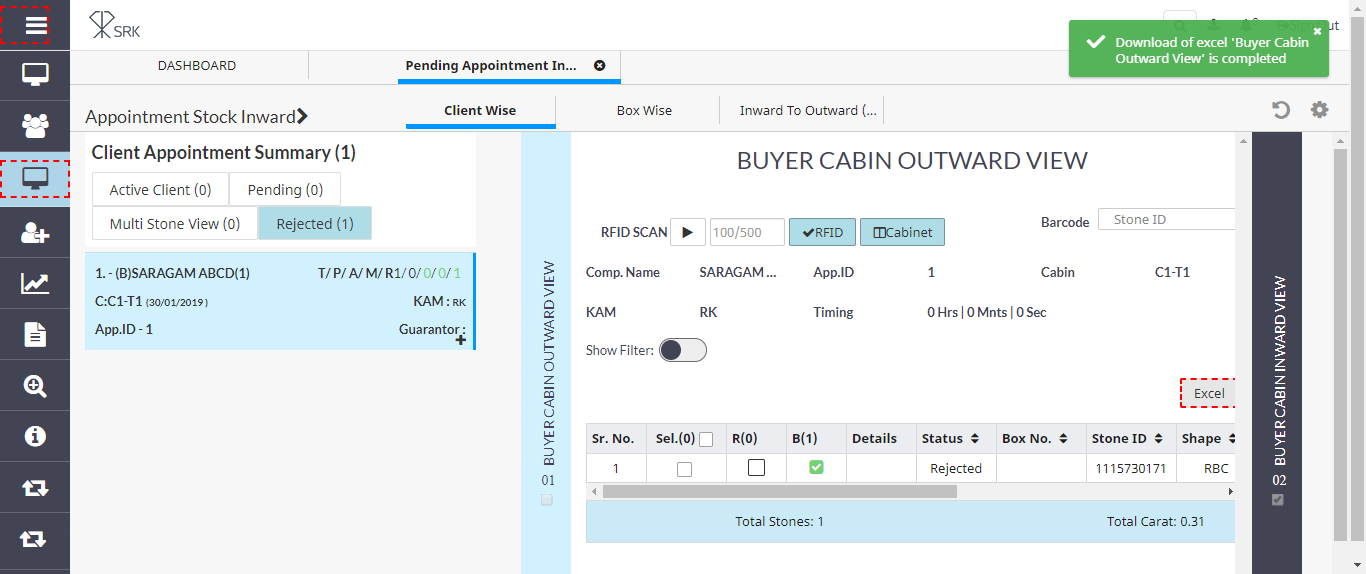 SRK
Sign Out
Download of excel 'Buyer Cabin
Outward View' is completed
DASHBOARD
Pending Appointment In...
Appointment Stock Inward
Client Wise
Box Wise
Inward To Outward (...
Client Appointment Summary (1)
Active Client (0)
Pending (0)
Multi Stone View (0)
Rejected (1)
1. - (B)SARAGAM ABCD(1)
T/ P/ A/ M/ R1/ 0/ 0/ 0/ 1
C:C1-T1 (30/01/2019 )
KAM : RK
App.ID - 1
Guarantor :
01 BUYER CABIN OUTWARD VIEW
BUYER CABIN OUTWARD VIEW
RFID SCAN
100/500
RFID
Cabinet
Barcode
Stone ID
Comp. Name
SARAGAM ...
App.ID
1
Cabin
C1-T1
KAM
RK
Timing
0 Hrs | 0 Mnts | 0 Sec
Show Filter:
Excel
Sr. No. Sel.(0) R(0) B(1) Details Status Box No. Stone ID Shape
1 Rejected 1115730171 RBC
Total Stones: 1
Total Carat: 0.31
02 BUYER CABIN INWARD VIEW